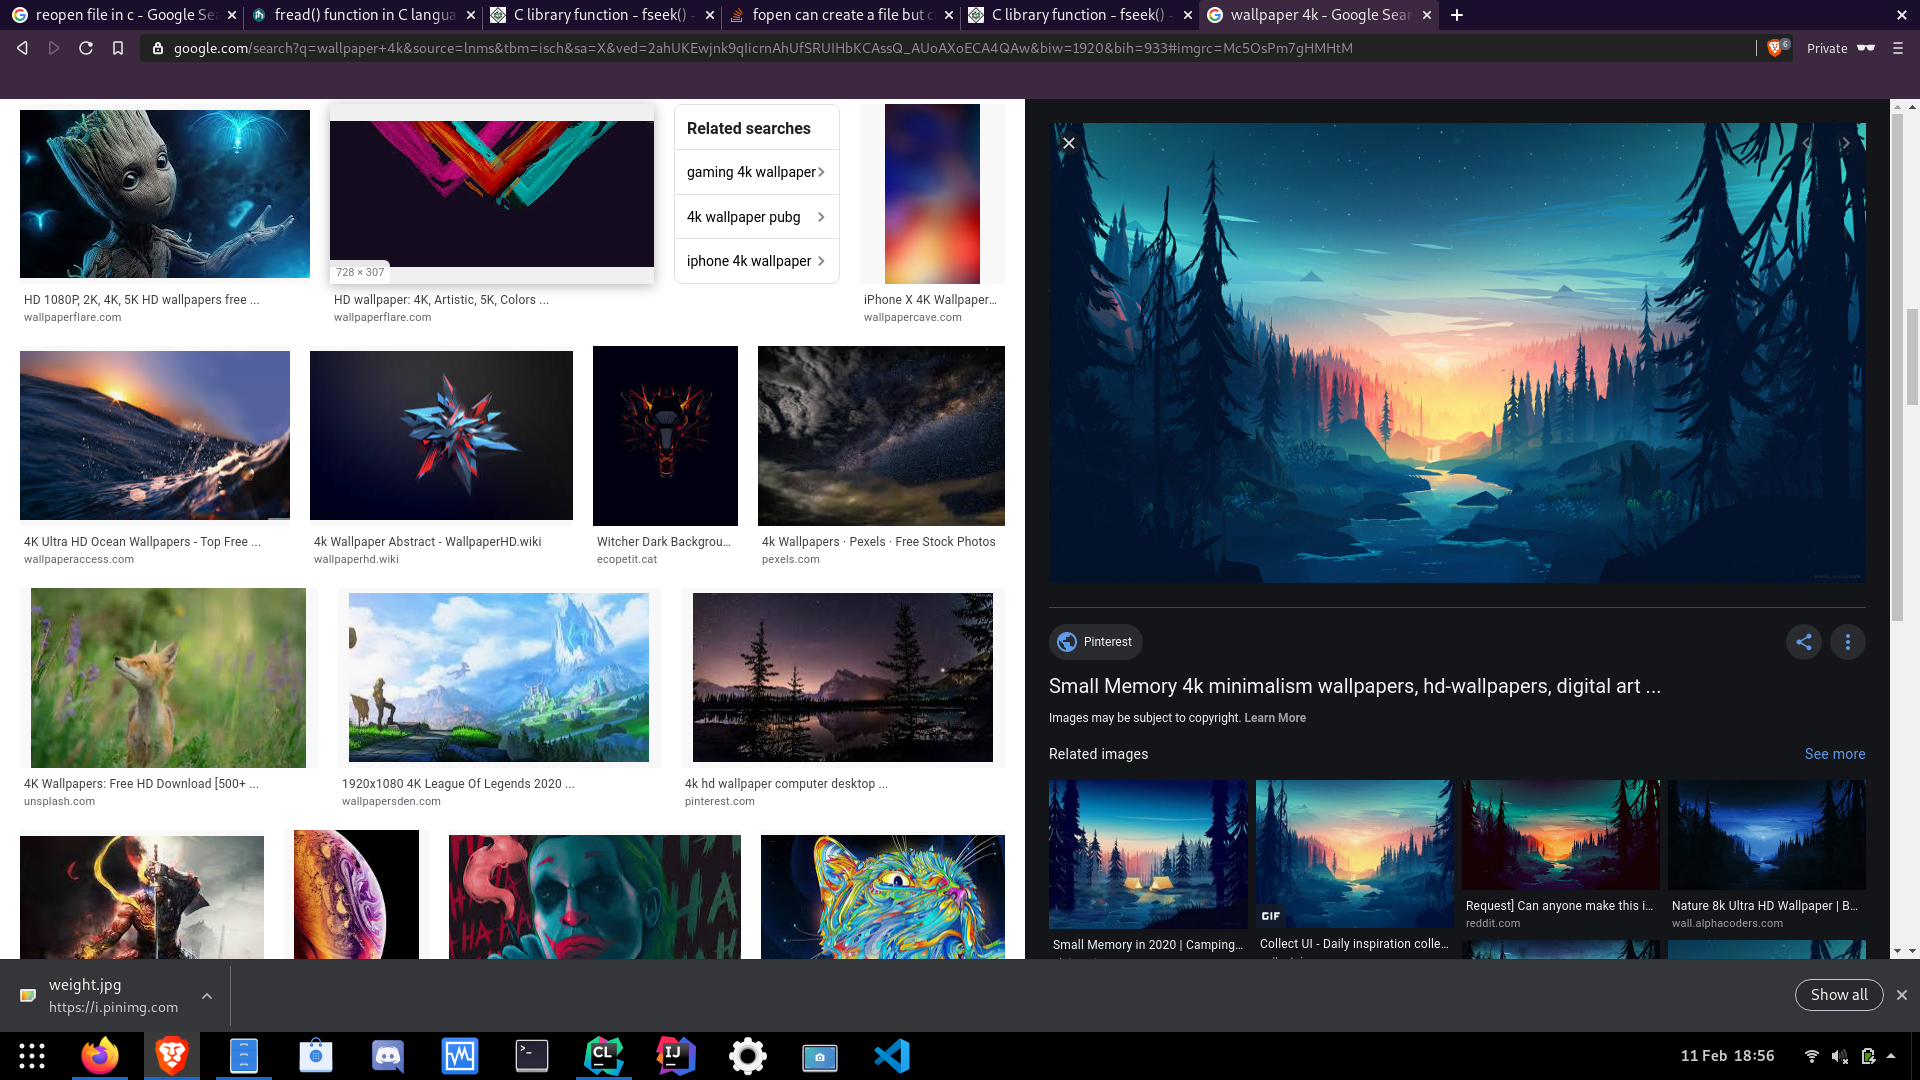 reopen file in c - Google Sea
fread() function in C langua
C library function - fseek() -
fopen can create a file but c
C library function - fseek() -
wallpaper 4k - Google Sear
google.com/search?q=wallpaper+4k&source=lnms&tbm=isch&sa=X&ved=2ahUKEwjnk9qIicrnAhUfSRUIHbKCAssQ_AUoAXoECA4QAw&biw=1920&bih=933#imgrc=Mc5OsPm7gHMHtM
6
Private
728 × 307
Related searches
gaming 4k wallpaper
4k wallpaper pubg
iphone 4k wallpaper
HD 1080P, 2K, 4K, 5K HD wallpapers free ...
wallpaperflare.com
HD wallpaper: 4K, Artistic, 5K, Colors ...
wallpaperflare.com
iPhone X 4K Wallpaper...
wallpapercave.com
4K Ultra HD Ocean Wallpapers - Top Free ...
wallpaperaccess.com
4k Wallpaper Abstract - WallpaperHD.wiki
wallpaperhd.wiki
Witcher Dark Backgrou...
ecopetit.cat
4k Wallpapers · Pexels · Free Stock Photos
pexels.com
4K Wallpapers: Free HD Download [500+ ...
unsplash.com
1920x1080 4K League Of Legends 2020 ...
wallpapersden.com
4k hd wallpaper computer desktop ...
pinterest.com
Pinterest
Small Memory 4k minimalism wallpapers, hd-wallpapers, digital art ...
Images may be subject to copyright. Learn More
Related images
See more
GIF
Small Memory in 2020 | Camping...
Collect UI - Daily inspiration colle...
Request] Can anyone make this i...
reddit.com
Nature 8k Ultra HD Wallpaper | B...
wall.alphacoders.com
HA HA HA
weight.jpg
https://i.pinimg.com
Show all
CL
IJ
11 Feb 18:56